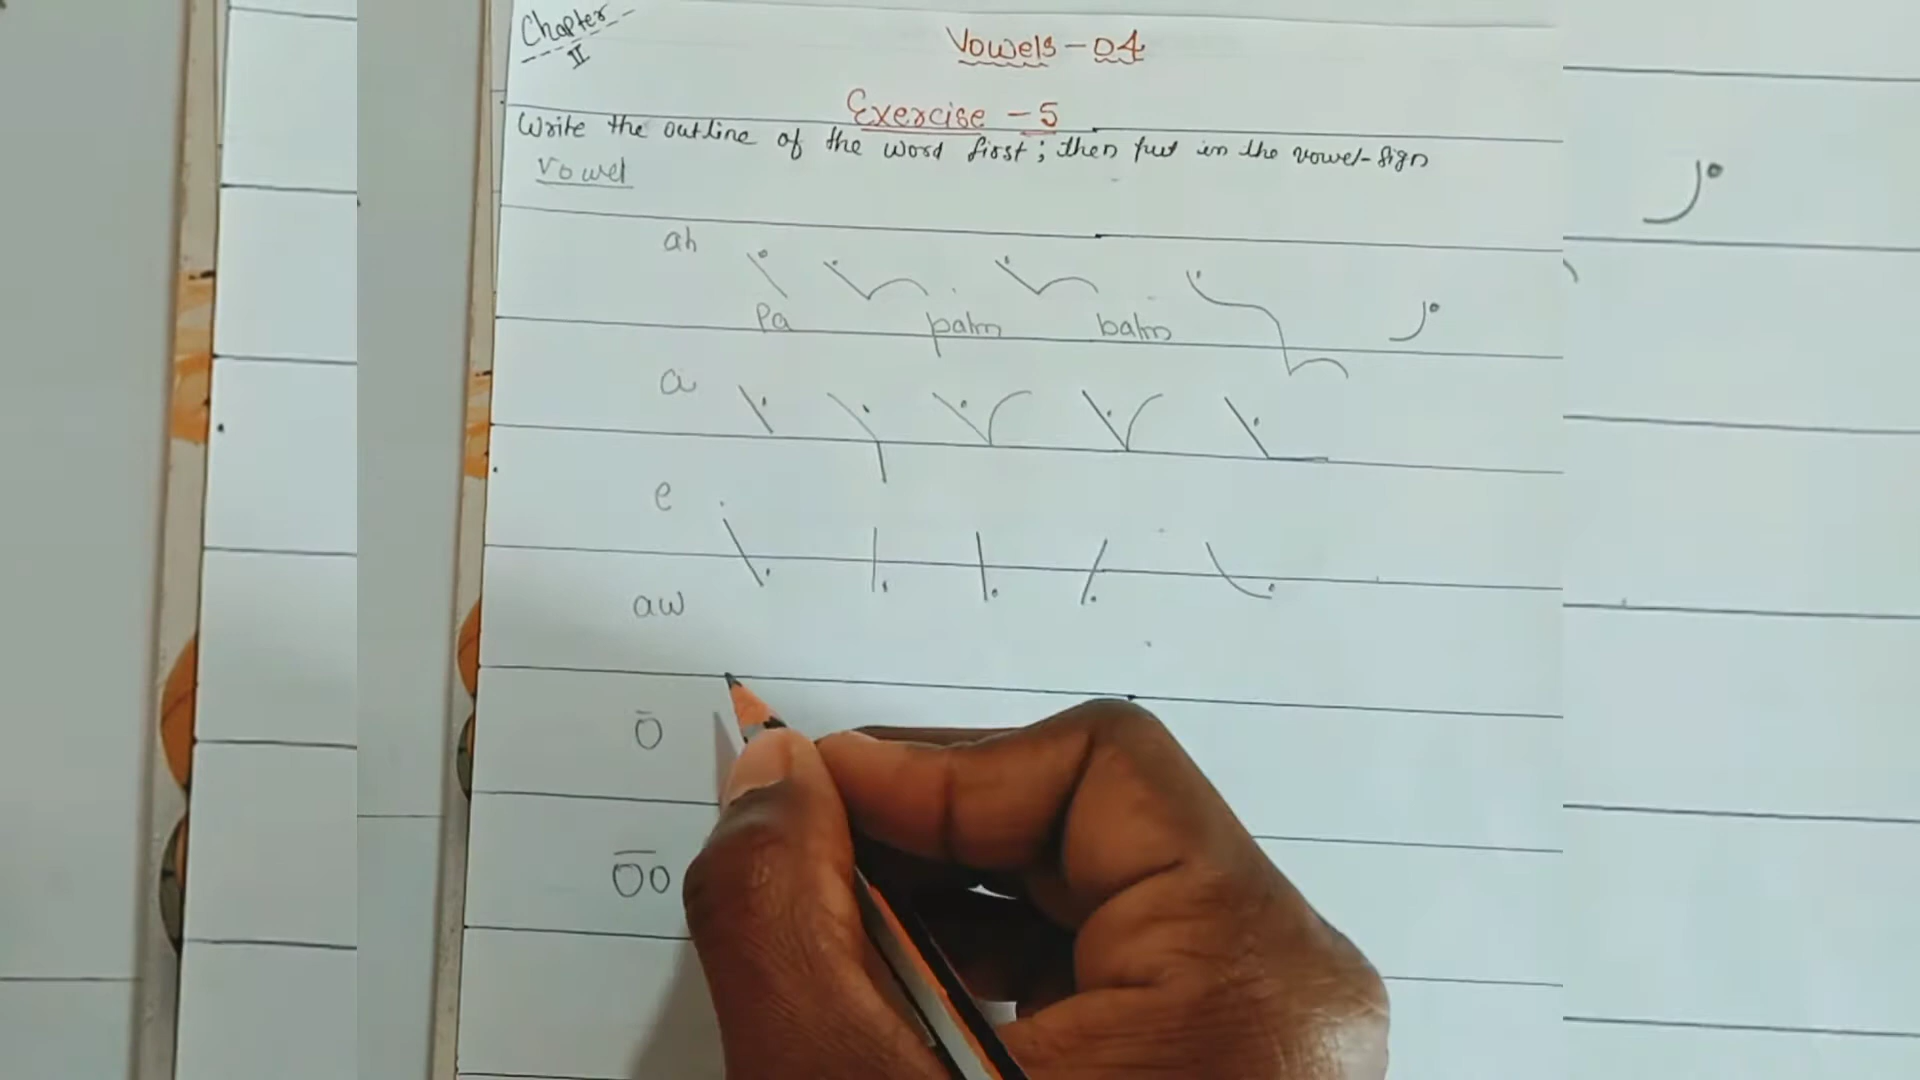 Chapter
II
Vowels - 04
Exercise - 5
Write the outline of the word first; then put in the vowel-sign
Vowel
ah
Pa palm balm
a
e
aw
ō
o̅o